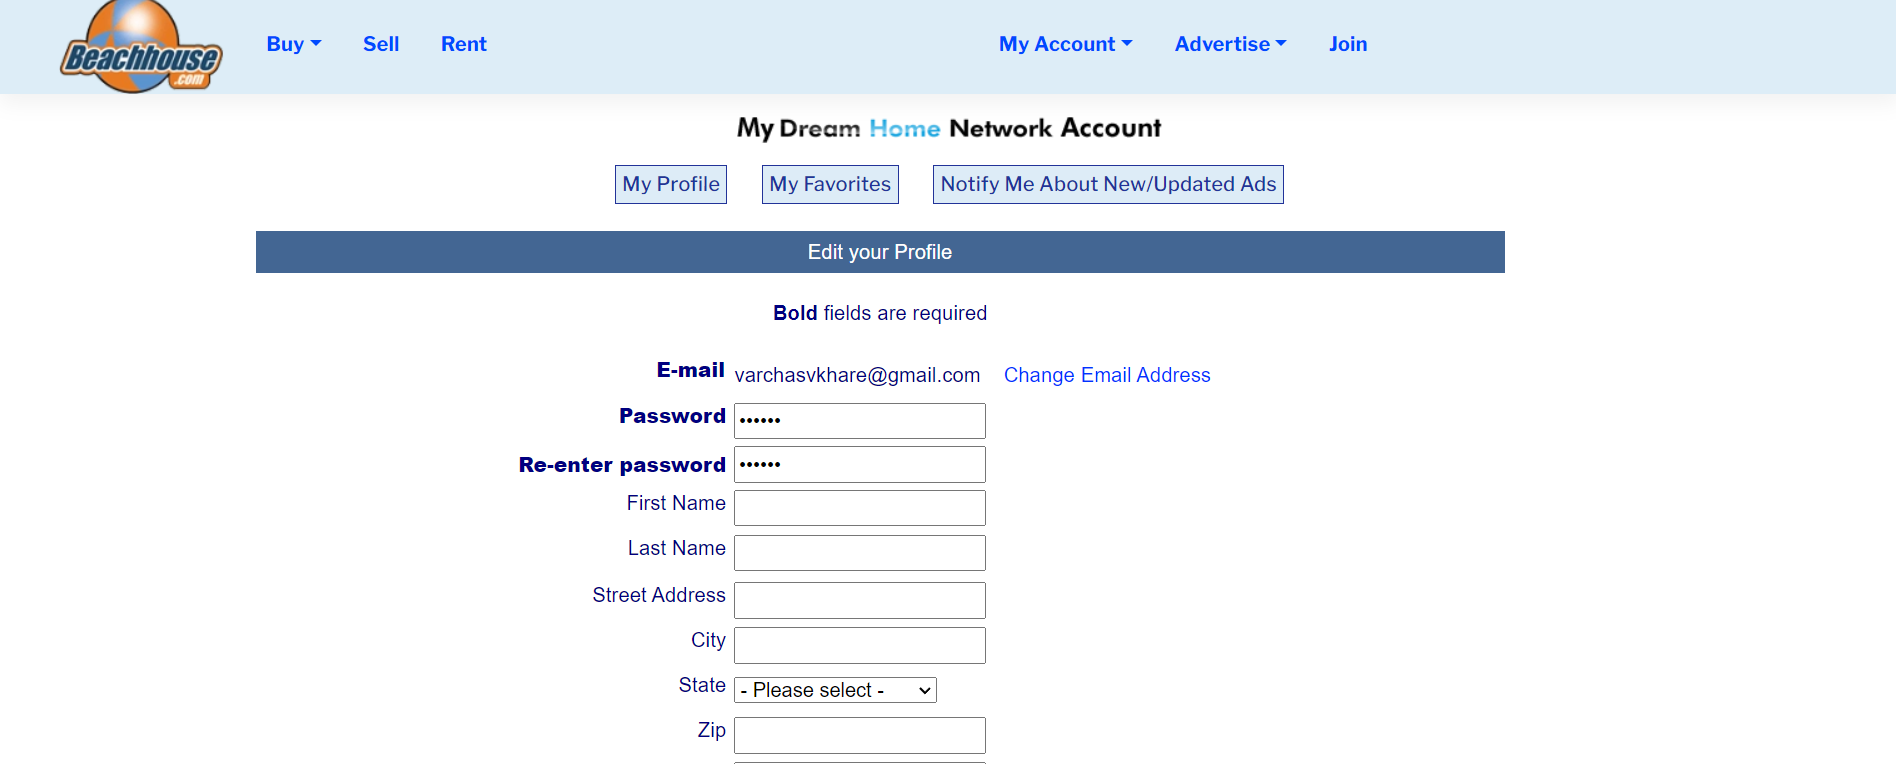 Beachhouse
.com
Buy Sell Rent My Account Advertise Join
My Dream Home Network Account
My Profile My Favorites Notify Me About New/Updated Ads
Edit your Profile
Bold fields are required
E-mail varchasvkhare@gmail.com Change Email Address
Password ••••••
Re-enter password ••••••
First Name
Last Name
Street Address
City
State - Please select -
Zip